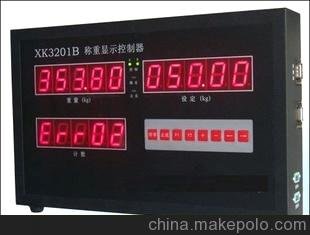 XK3201B 称重显示控制器
353.80
050.00
重量(kg)
设定(kg)
Err02
计数
china.makepolo.com